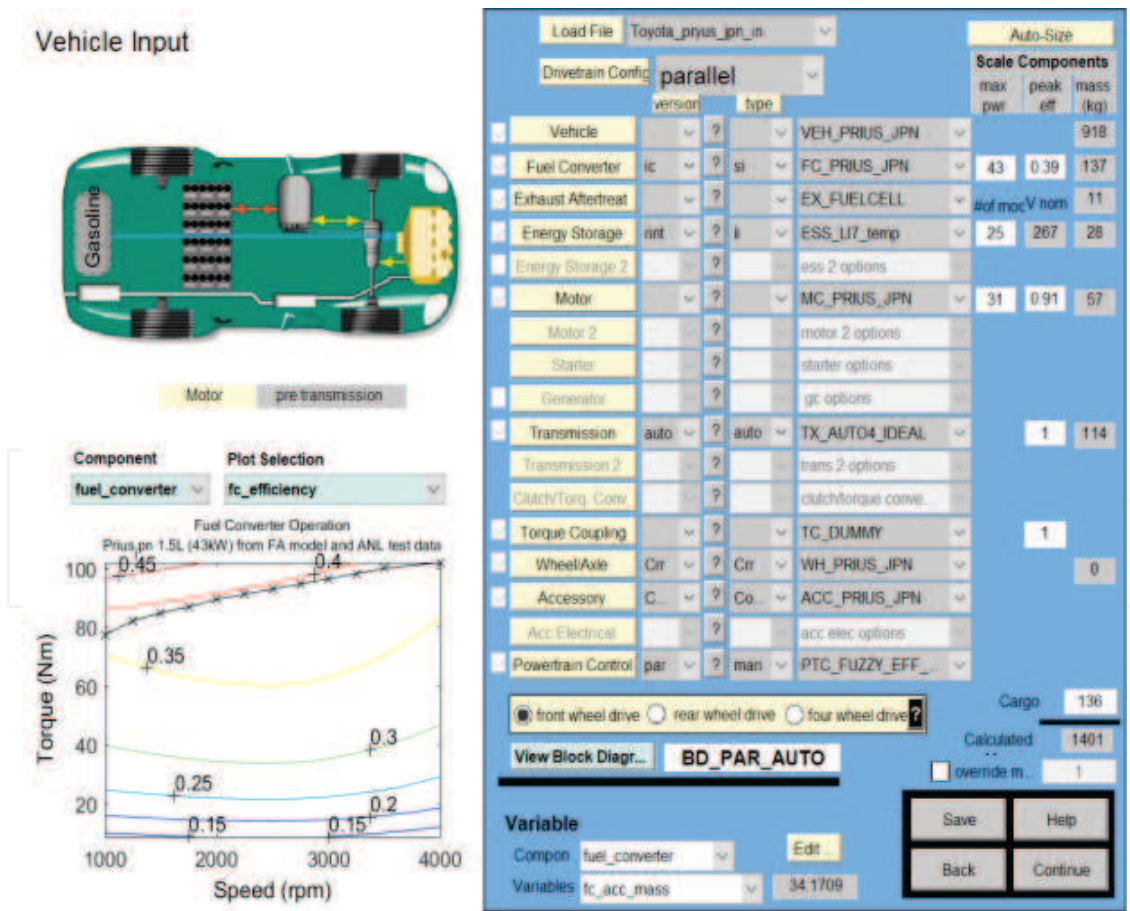 Vehicle Input
Gasoline
Motor pre transmission
Component Plot Selection
fuel_converter fc_efficiency
Fuel Converter Operation
Prius jpn 1.5L (43kW) from FA model and ANL test data
Torque (Nm)
100
80
60
40
20
0.45
0.4
0.35
0.3
0.25
0.2
0.15
0.15
1000 2000 3000 4000
Speed (rpm)
Load File Toyota_pryus_jpn_in Auto-Size
Drivetrain Config parallel Scale Components
version type max pwr peak eff mass (kg)
Vehicle ? VEH_PRIUS_JPN 918
Fuel Converter ic ? si FC_PRIUS_JPN 43 0.39 137
Exhaust Aftertreat ? EX_FUELCELL #of moc V nom 11
Energy Storage rint ? li ESS_LI7_temp 25 267 28
Energy Storage 2 ? ess 2 options
Motor ? MC_PRIUS_JPN 31 0.91 57
Motor 2 ? motor 2 options
Starter ? starter options
Generator ? gc options
Transmission auto ? auto TX_AUTO4_IDEAL 1 114
Transmission 2 ? trans 2 options
Clutch/Torq. Conv. ? clutch/torque conve...
Torque Coupling ? TC_DUMMY 1
Wheel/Axle Crr ? Crr WH_PRIUS_JPN 0
Accessory C... ? Co... ACC_PRIUS_JPN
Acc Electrical ? acc elec options
Powertrain Control par ? man PTC_FUZZY_EFF_...
front wheel drive rear wheel drive four wheel drive ? Cargo 136
Calculated 1401
View Block Diagr... BD_PAR_AUTO override m... 1
Variable
Compon fuel_converter Edit...
Variables fc_acc_mass 34.1709
Save Help
Back Continue